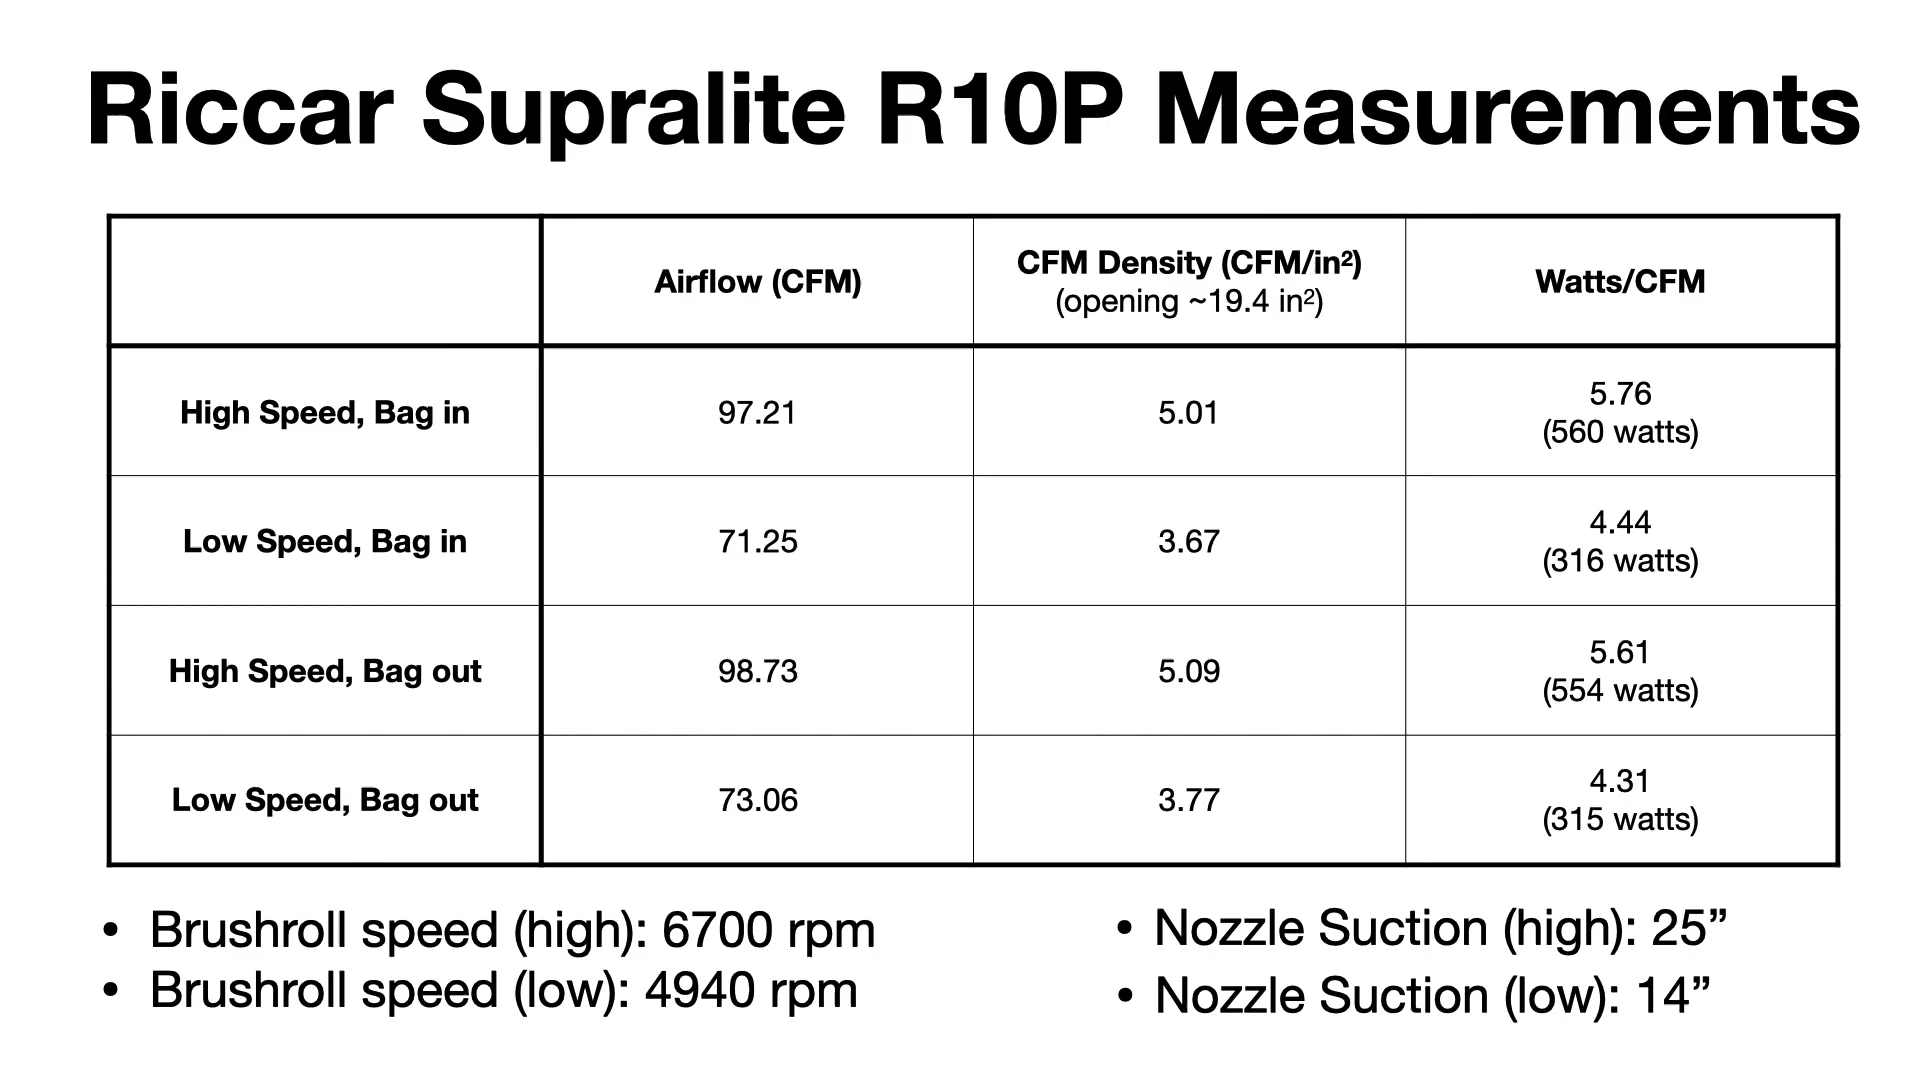 Riccar Supralite R10P Measurements
Airflow (CFM)
CFM Density (CFM/in²)
(opening ~19.4 in²)
Watts/CFM
High Speed, Bag in
97.21
5.01
5.76
(560 watts)
Low Speed, Bag in
71.25
3.67
4.44
(316 watts)
High Speed, Bag out
98.73
5.09
5.61
(554 watts)
Low Speed, Bag out
73.06
3.77
4.31
(315 watts)
• Brushroll speed (high): 6700 rpm
• Brushroll speed (low): 4940 rpm
• Nozzle Suction (high): 25”
• Nozzle Suction (low): 14”